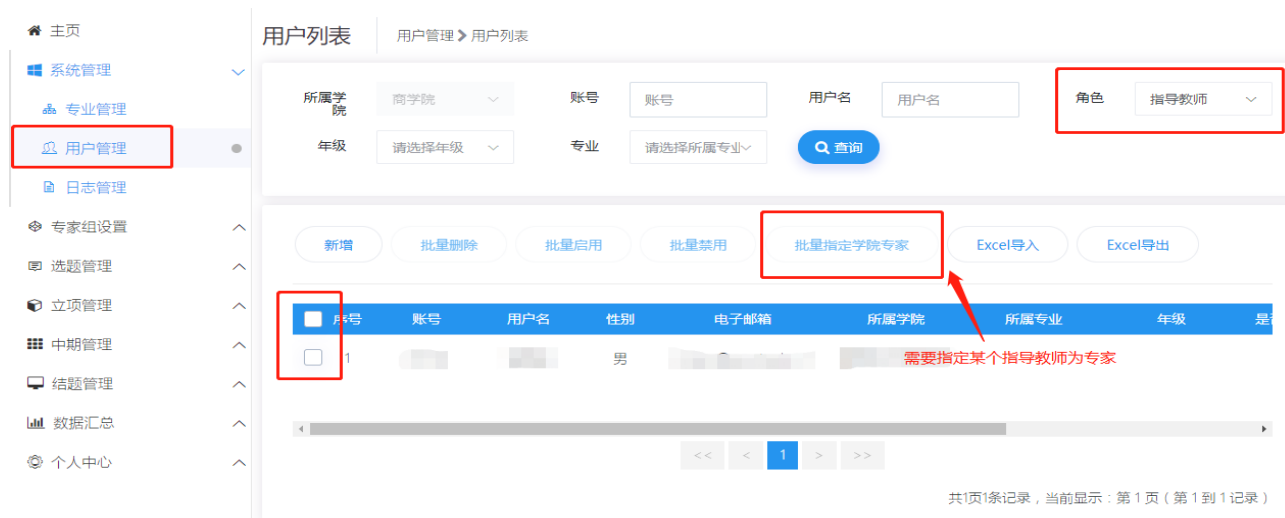 主页
系统管理
专业管理
用户管理
日志管理
专家组设置
选题管理
立项管理
中期管理
结题管理
数据汇总
个人中心
用户列表 用户管理 用户列表
所属学院 商学院 账号 账号 用户名 用户名 角色 指导教师
年级 请选择年级 专业 请选择所属专业 查询
新增 批量删除 批量启用 批量禁用 批量指定学院专家 Excel导入 Excel导出
序号 账号 用户名 性别 电子邮箱 所属学院 所属专业 年级 是
1 男
需要指定某个指导教师为专家
<< < 1 > >>
共1页1条记录，当前显示：第1页（第1到1记录）